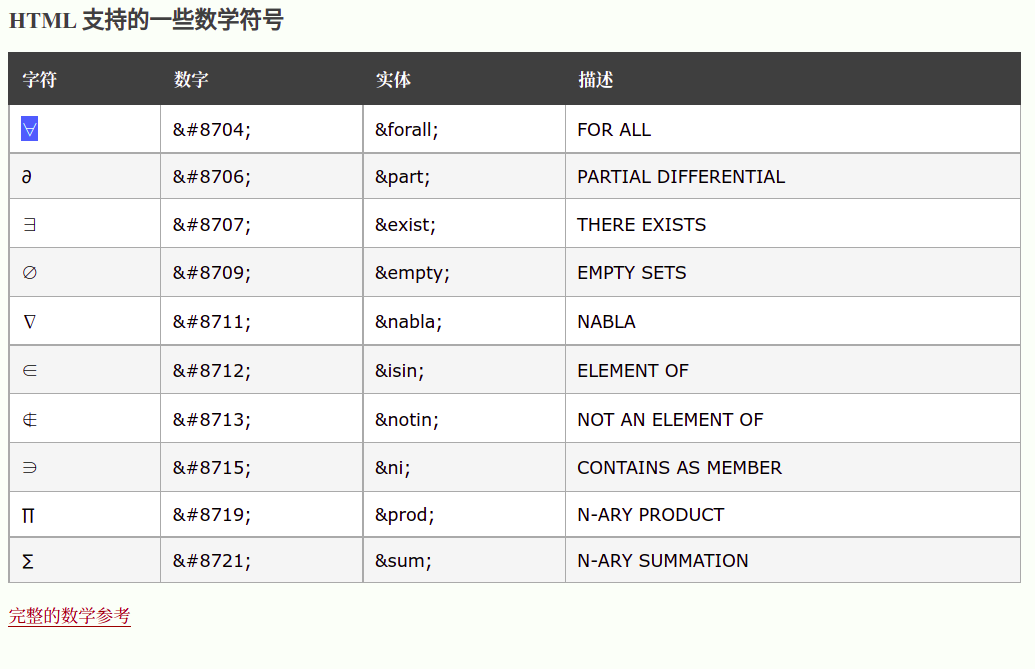 HTML 支持的一些数学符号
字符 数字 实体 描述
∀ &#8704; &forall; FOR ALL
∂ &#8706; &part; PARTIAL DIFFERENTIAL
∃ &#8707; &exist; THERE EXISTS
∅ &#8709; &empty; EMPTY SETS
∇ &#8711; &nabla; NABLA
∈ &#8712; &isin; ELEMENT OF
∉ &#8713; &notin; NOT AN ELEMENT OF
∋ &#8715; &ni; CONTAINS AS MEMBER
∏ &#8719; &prod; N-ARY PRODUCT
∑ &#8721; &sum; N-ARY SUMMATION
完整的数学参考